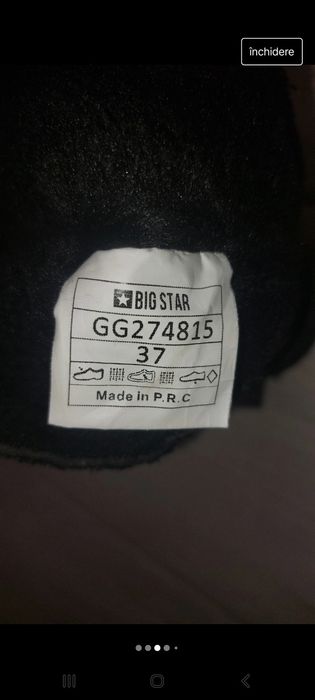 închidere
BIG STAR
GG274815
37
Made in P.R.C